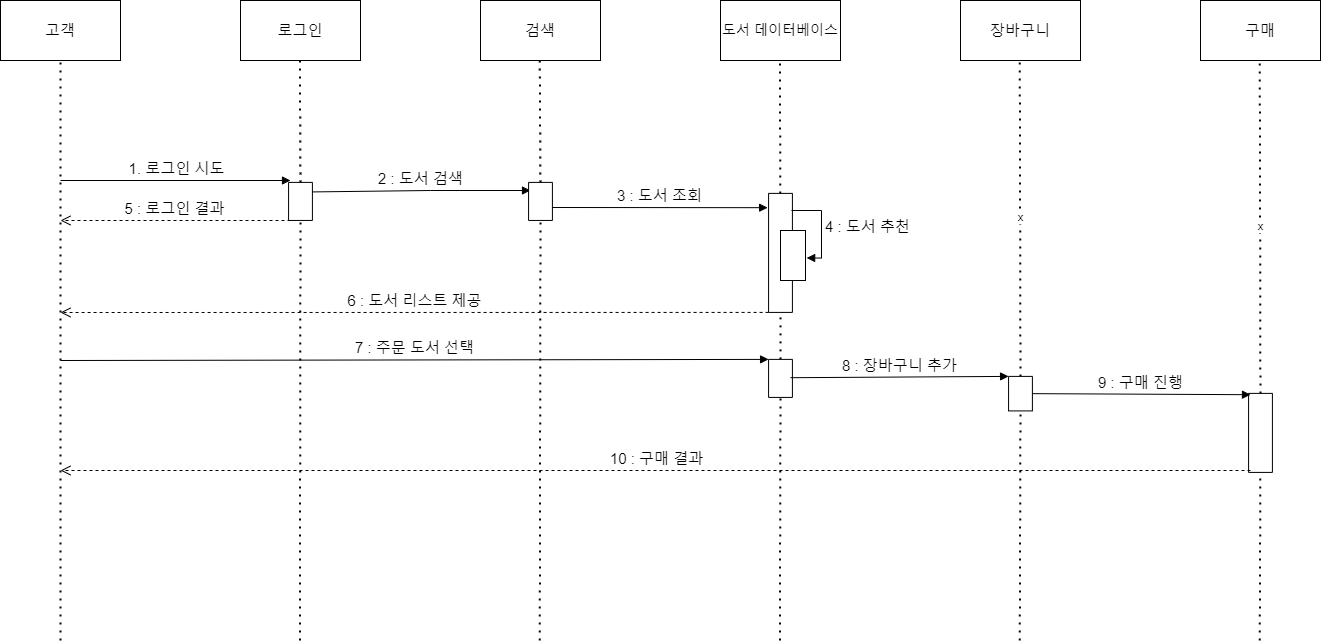 고객
로그인
검색
도서 데이터베이스
장바구니
구매
1. 로그인 시도
2 : 도서 검색
3 : 도서 조회
5 : 로그인 결과
x
4 : 도서 추천
x
6 : 도서 리스트 제공
7 : 주문 도서 선택
8 : 장바구니 추가
9 : 구매 진행
10 : 구매 결과